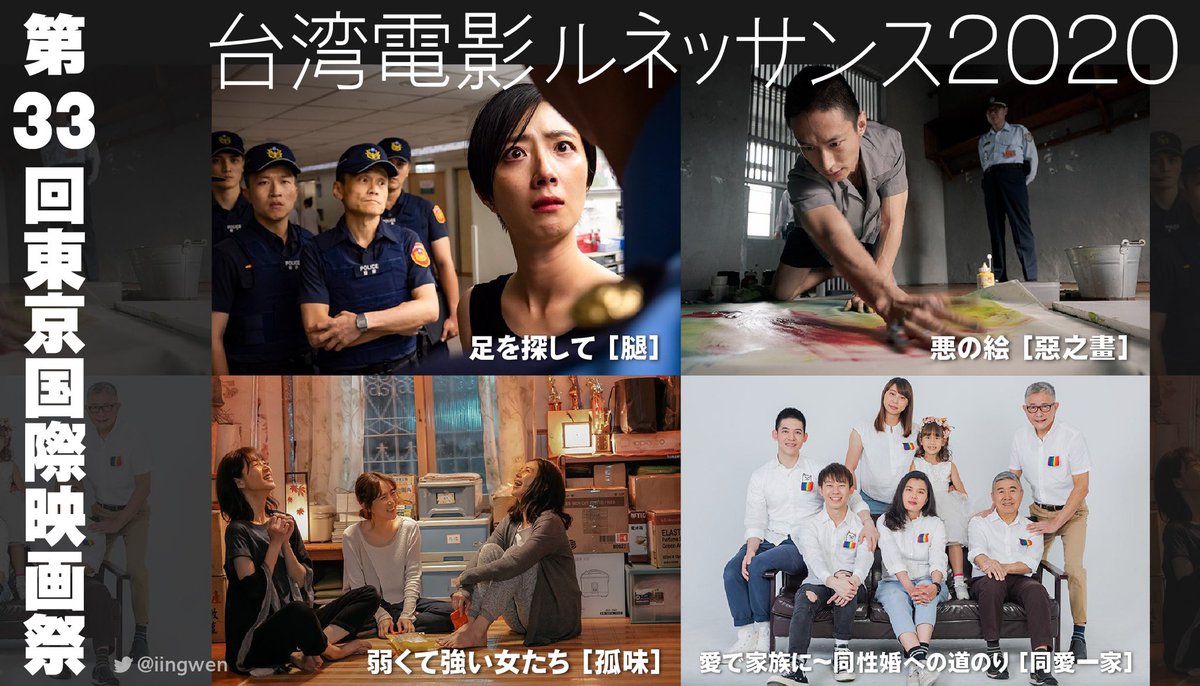 第33回東京国際映画祭
台湾電影ルネッサンス2020
POLICE
POLICE
足を探して [腿]
悪の絵 [惡之畫]
弱くて強い女たち [孤味]
愛で家族に〜同性婚への道のり [同愛一家]
@iingwen